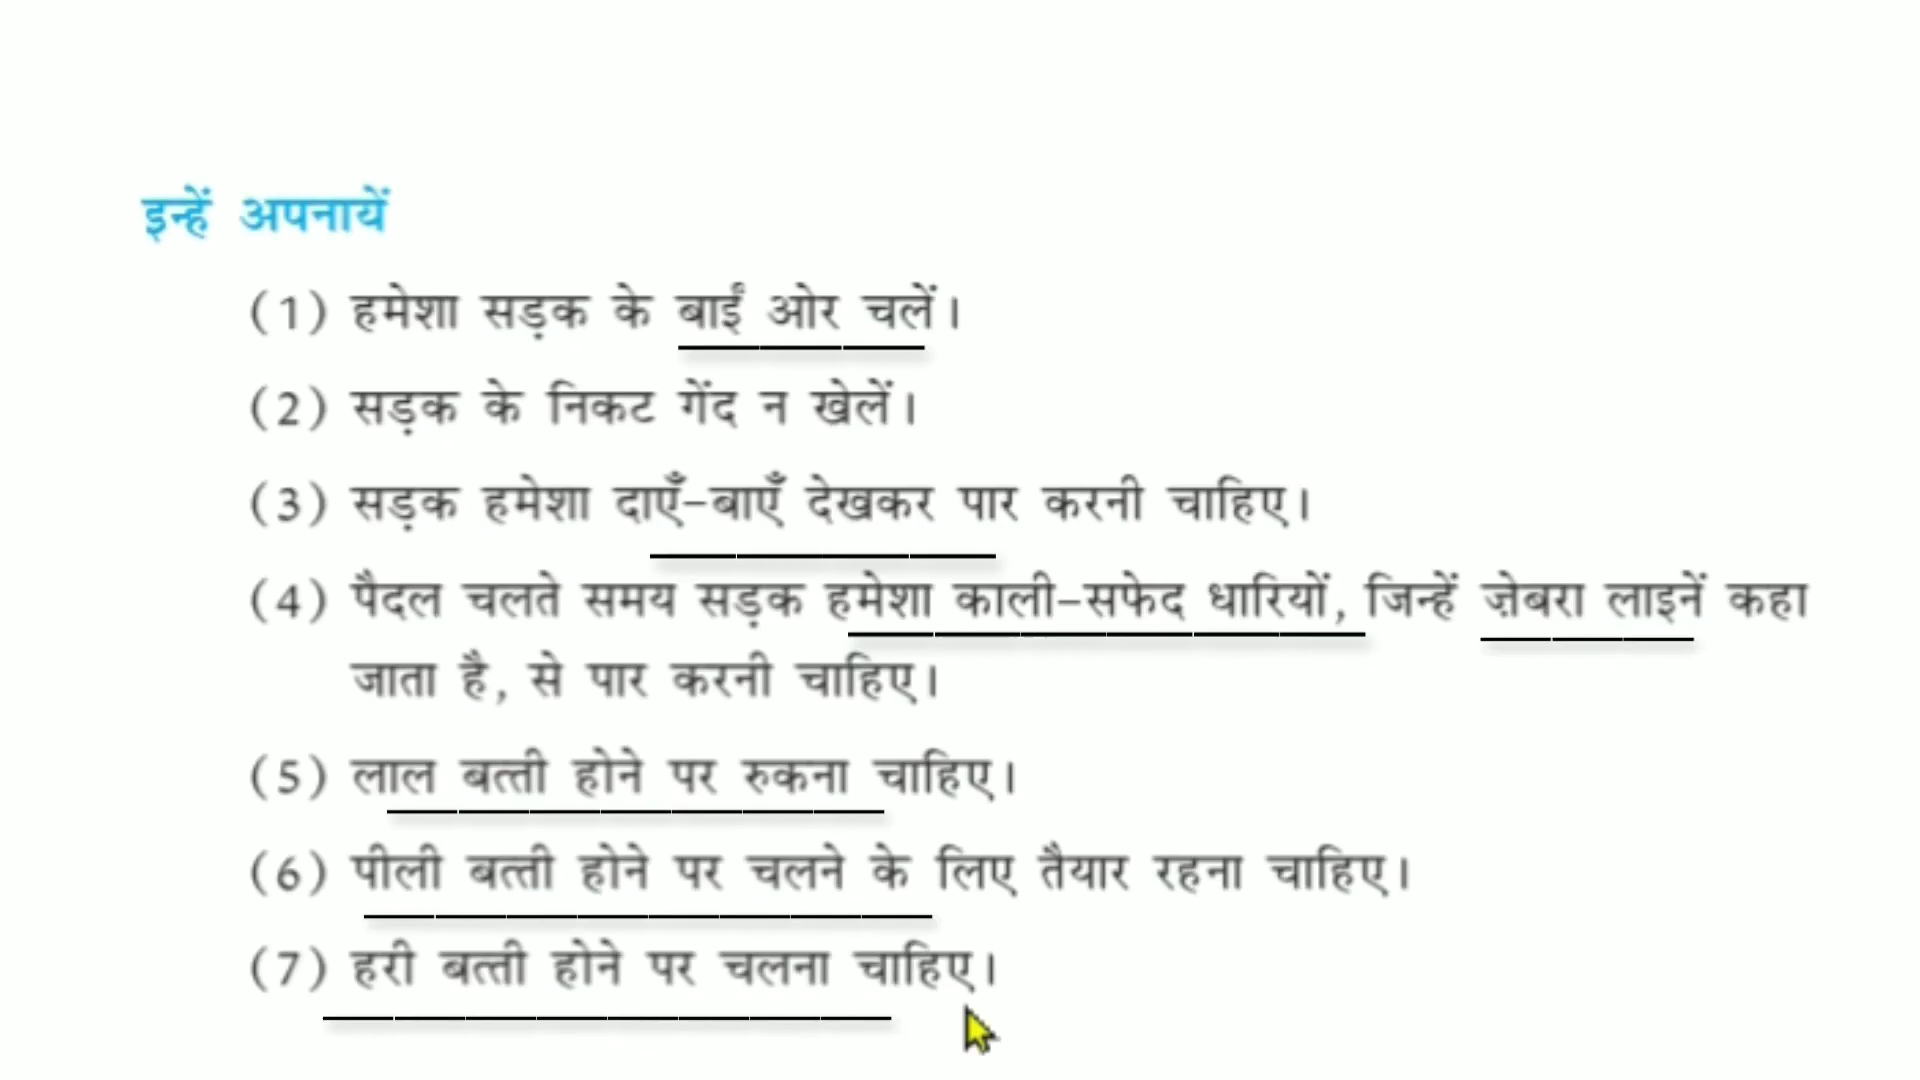 इन्हें अपनायें
(1) हमेशा सड़क के बाईं ओर चलें।
(2) सड़क के निकट गेंद न खेलें।
(3) सड़क हमेशा दाएँ-बाएँ देखकर पार करनी चाहिए।
(4) पैदल चलते समय सड़क हमेशा काली-सफेद धारियों, जिन्हें ज़ेबरा लाइनें कहा
जाता है, से पार करनी चाहिए।
(5) लाल बत्ती होने पर रुकना चाहिए।
(6) पीली बत्ती होने पर चलने के लिए तैयार रहना चाहिए।
(7) हरी बत्ती होने पर चलना चाहिए।